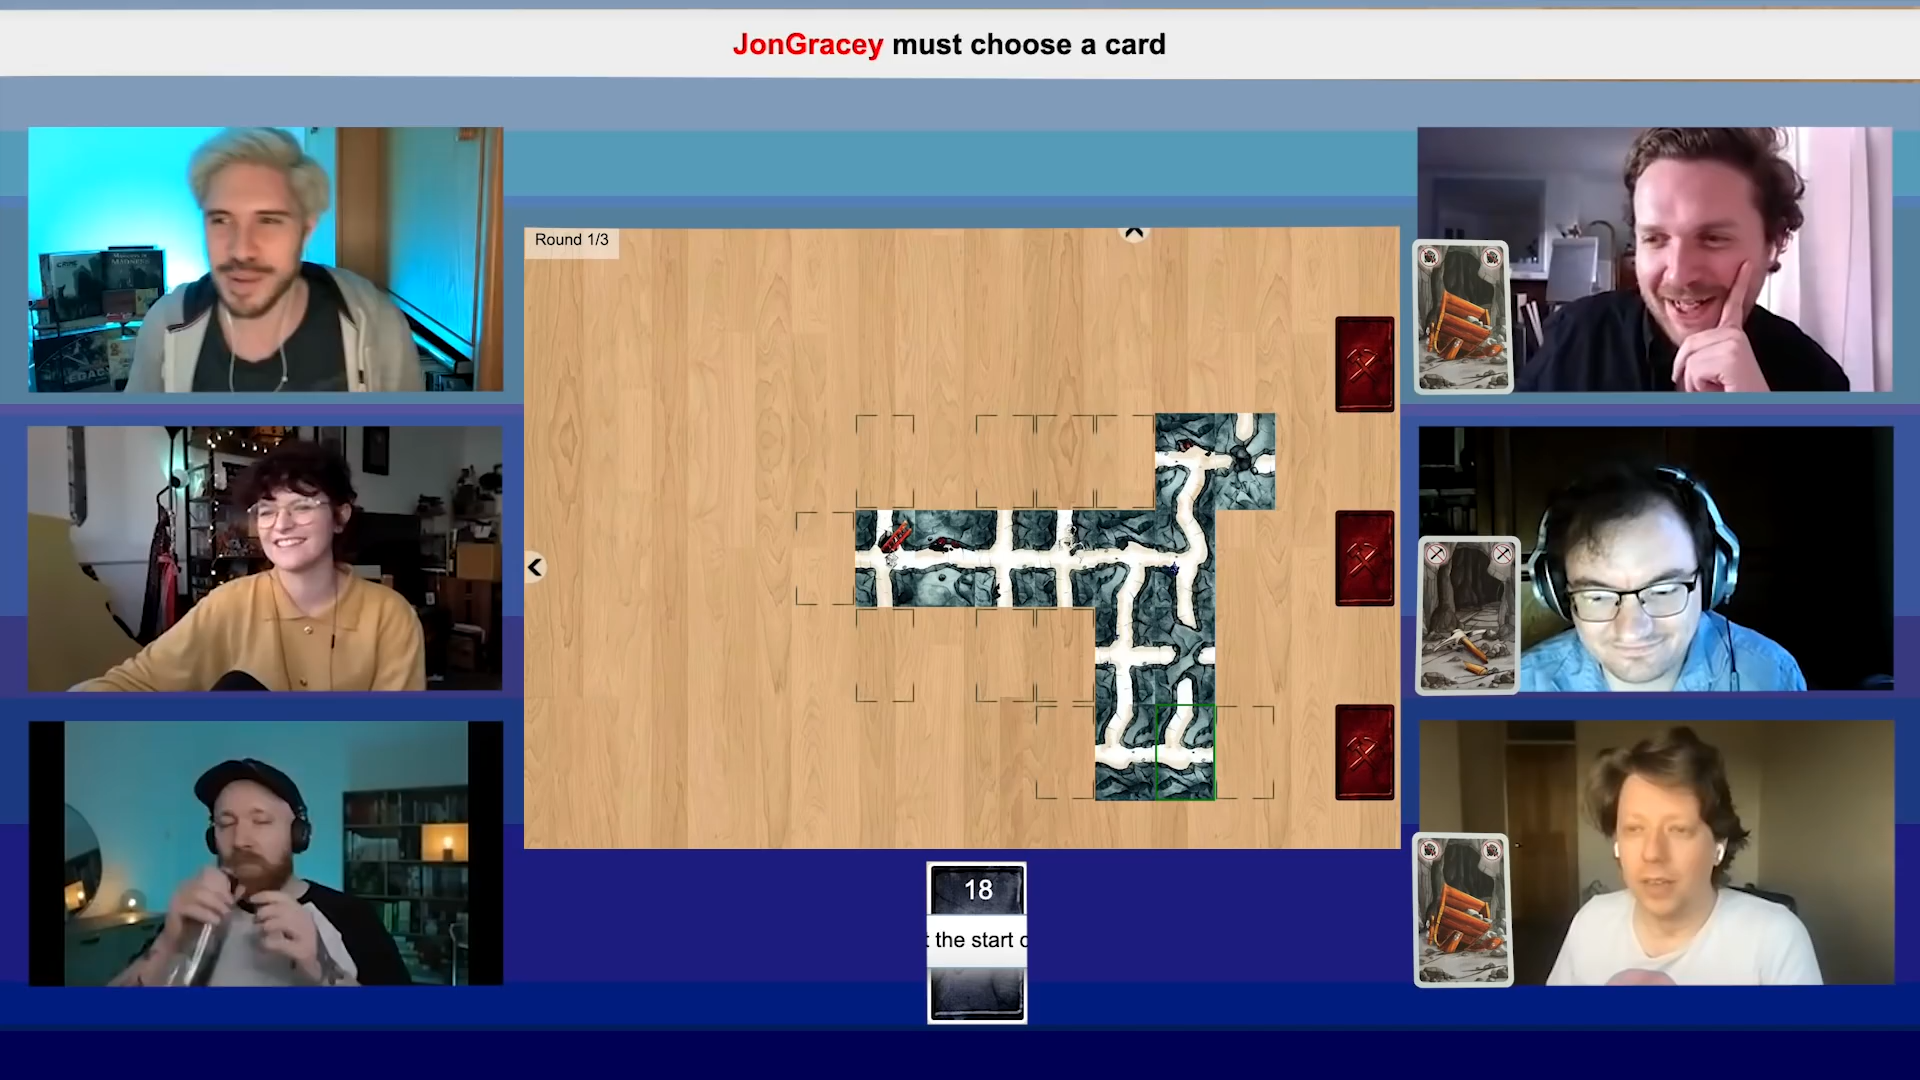 JonGracey must choose a card
Round 1/3
18
t the start o